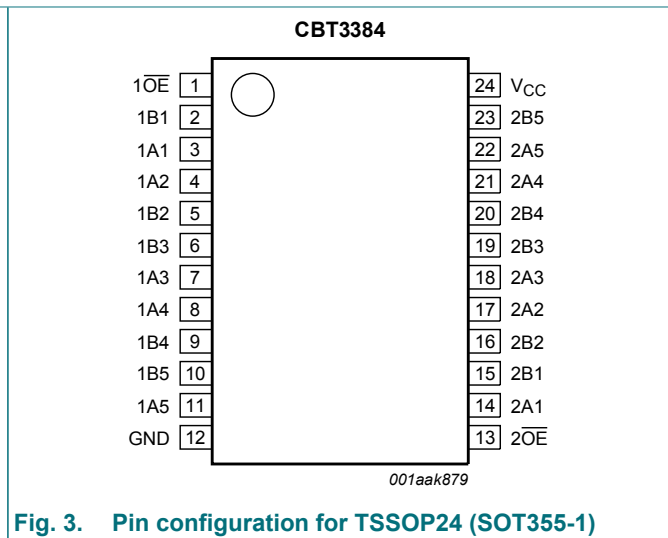 CBT3384
1O̅E̅ 1 24 VCC
1B1 2 23 2B5
1A1 3 22 2A5
1A2 4 21 2A4
1B2 5 20 2B4
1B3 6 19 2B3
1A3 7 18 2A3
1A4 8 17 2A2
1B4 9 16 2B2
1B5 10 15 2B1
1A5 11 14 2A1
GND 12 13 2O̅E̅
001aak879
Fig. 3. Pin configuration for TSSOP24 (SOT355-1)